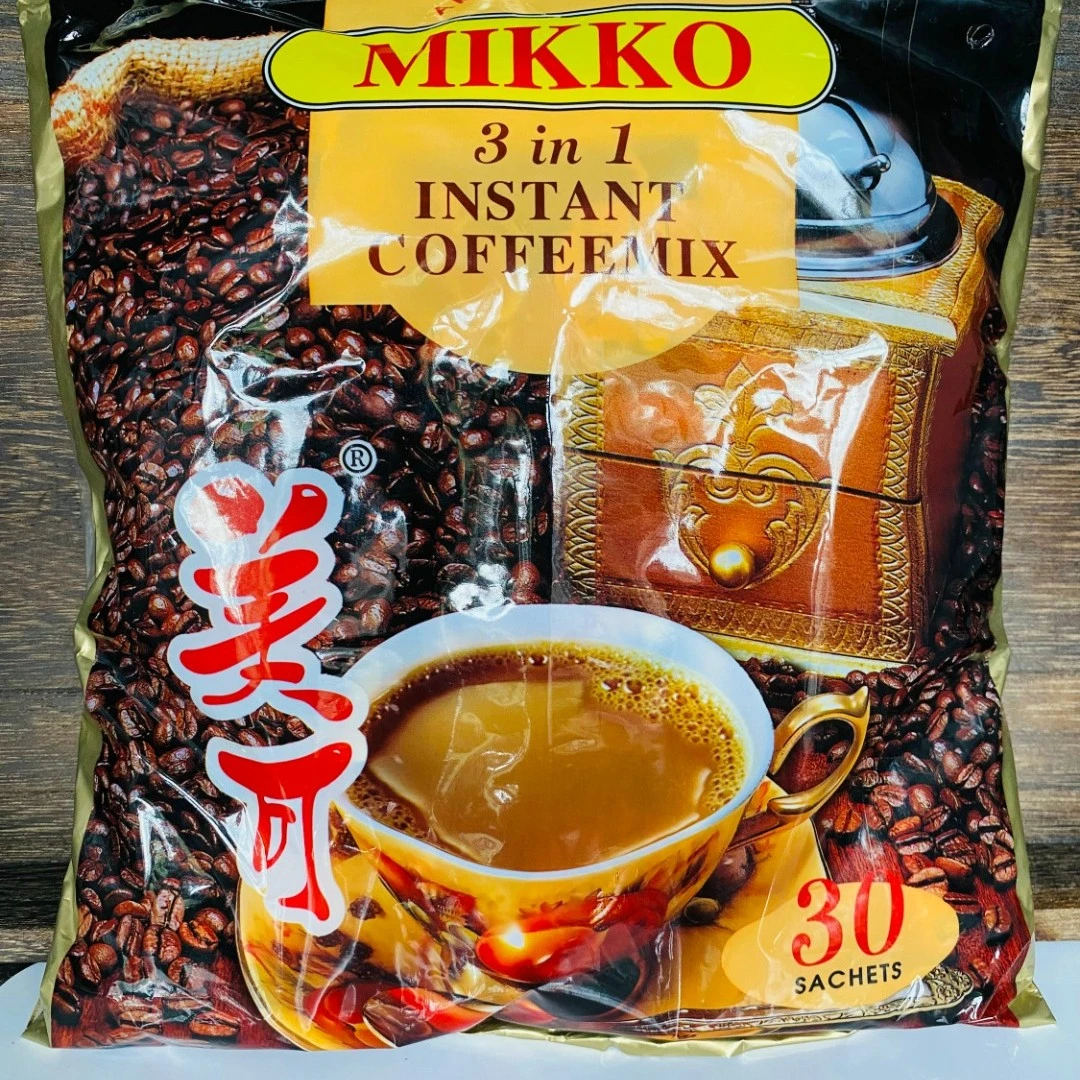 MIKKO
3 in 1
INSTANT
COFFEEMIX
®
美
可
30
SACHETS